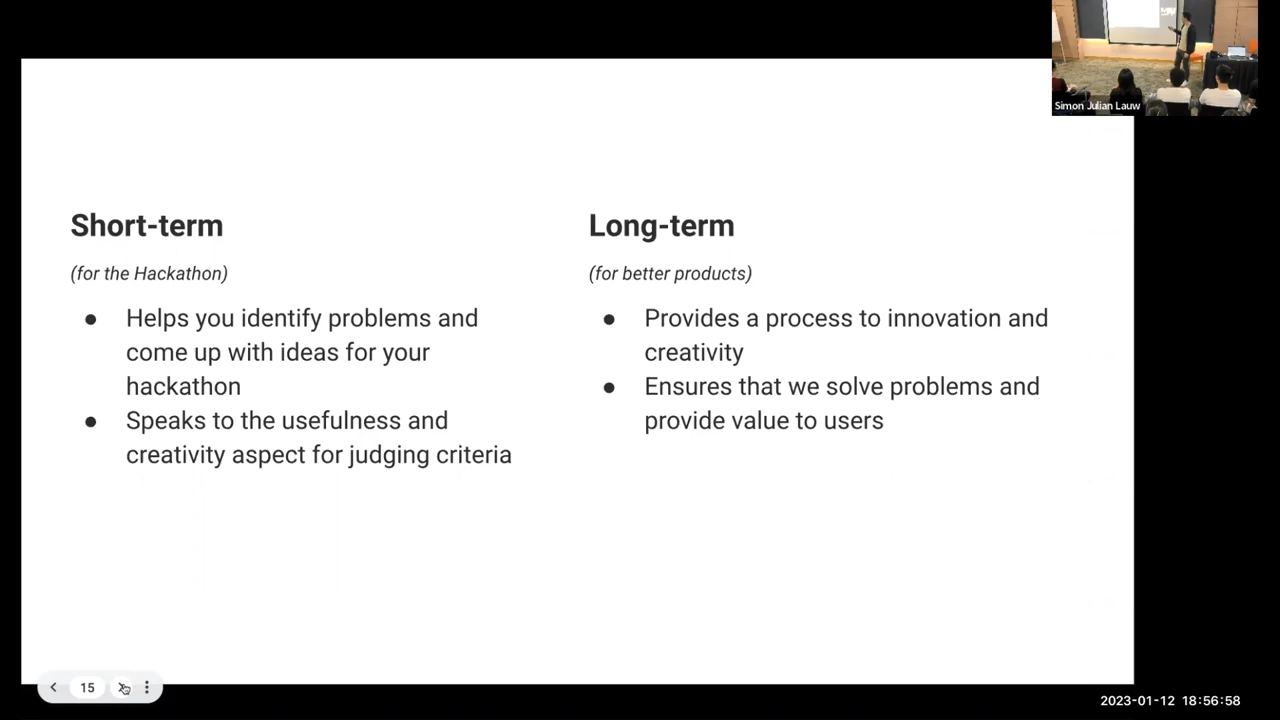 Simon Julian Lauw
Short-term
(for the Hackathon)
● Helps you identify problems and
come up with ideas for your
hackathon
● Speaks to the usefulness and
creativity aspect for judging criteria
Long-term
(for better products)
● Provides a process to innovation and
creativity
● Ensures that we solve problems and
provide value to users
15
2023-01-12 18:56:58